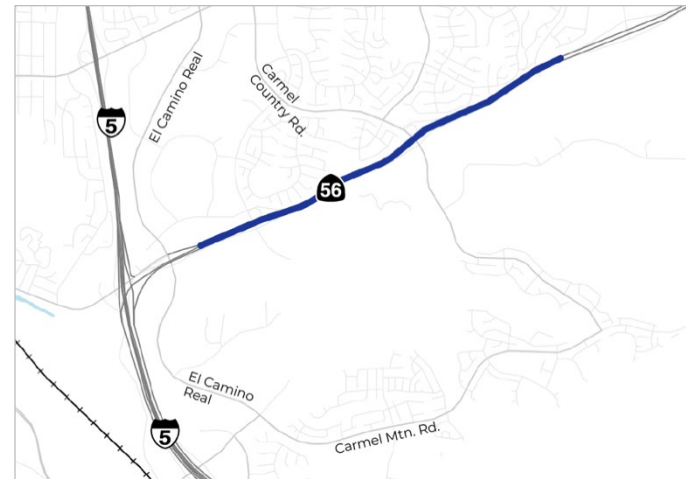 5
El Camino Real
Carmel
Country Rd.
56
El Camino
Real
5
Carmel Mtn. Rd.